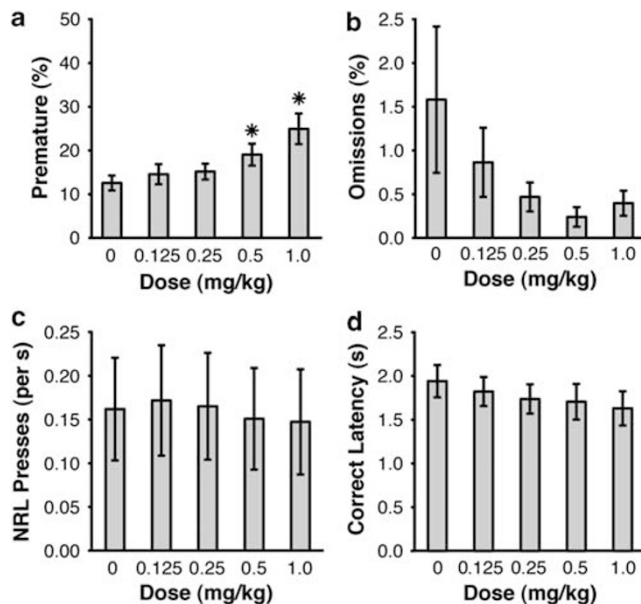 a
Premature (%)
50
40
30
20
10
0
*
*
0 0.125 0.25 0.5 1.0
Dose (mg/kg)
b
Omissions (%)
2.5
2.0
1.5
1.0
0.5
0.0
0 0.125 0.25 0.5 1.0
Dose (mg/kg)
c
NRL Presses (per s)
0.25
0.20
0.15
0.10
0.05
0.00
0 0.125 0.25 0.5 1.0
Dose (mg/kg)
d
Correct Latency (s)
2.5
2.0
1.5
1.0
0.5
0.0
0 0.125 0.25 0.5 1.0
Dose (mg/kg)